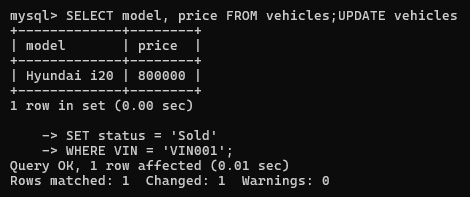 mysql> SELECT model, price FROM vehicles;UPDATE vehicles
+-------------+--------+
| model       | price  |
+-------------+--------+
| Hyundai i20 | 800000 |
+-------------+--------+
1 row in set (0.00 sec)

    -> SET status = 'Sold'
    -> WHERE VIN = 'VIN001';
Query OK, 1 row affected (0.01 sec)
Rows matched: 1  Changed: 1  Warnings: 0